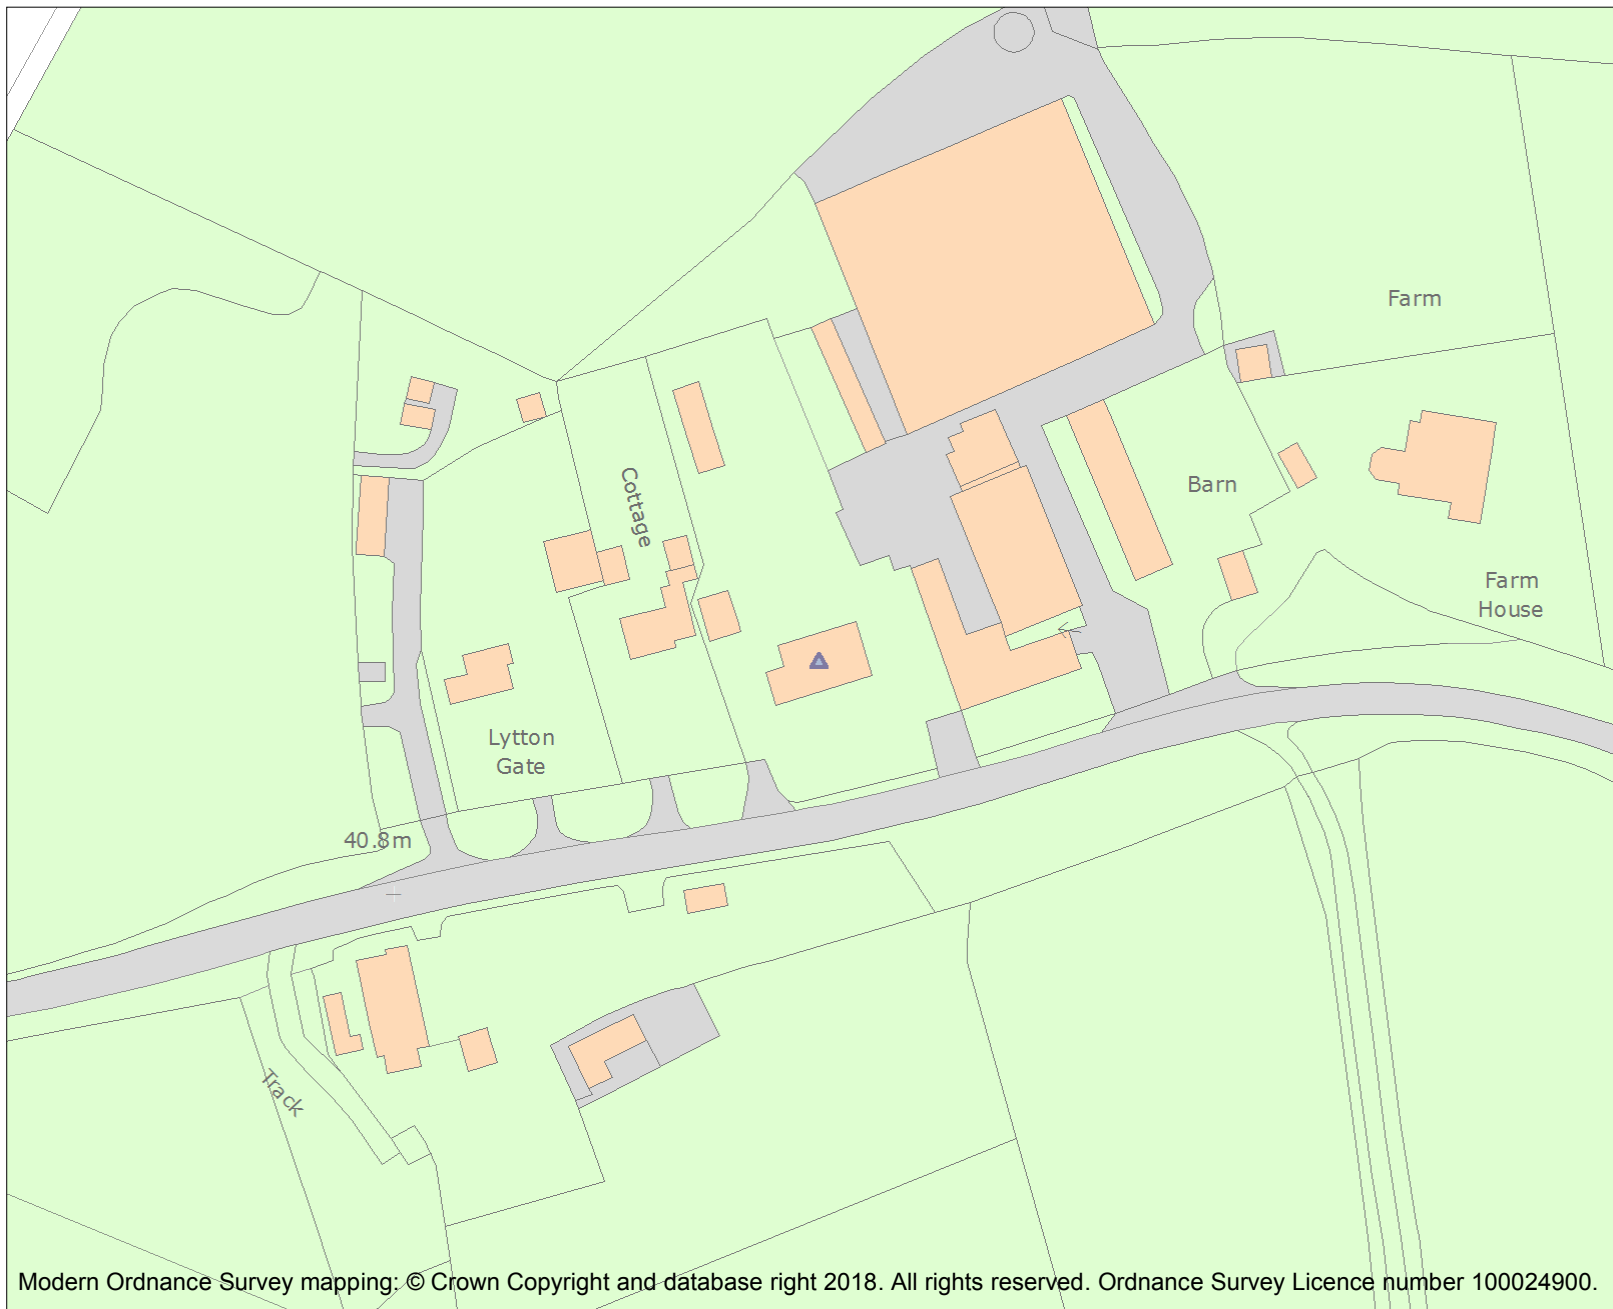 Farm
Cottage
Barn
Farm
House
Lytton
Gate
40.8m
Track
Modern Ordnance Survey mapping: © Crown Copyright and database right 2018. All rights reserved. Ordnance Survey Licence number 100024900.